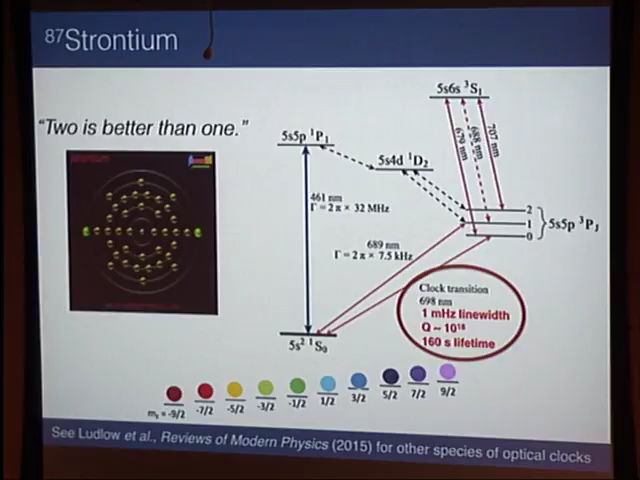 ⁸⁷Strontium
"Two is better than one."
Strontium
5s6s ³S₁
5s5p ¹P₁
5s4d ¹D₂
679 nm
688 nm
707 nm
461 nm
Γ = 2 π × 32 MHz
2
1
0
5s5p ³P_J
689 nm
Γ = 2 π × 7.5 kHz
Clock transition
698 nm
1 mHz linewidth
Q ~ 10¹⁸
160 s lifetime
5s² ¹S₀
-9/2 -7/2 -5/2 -3/2 -1/2 1/2 3/2 5/2 7/2 9/2
See Ludlow et al., Reviews of Modern Physics (2015) for other species of optical clocks